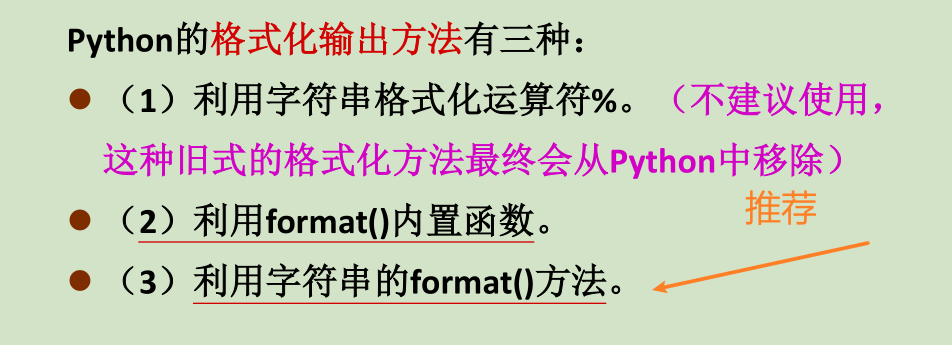 Python的格式化输出方法有三种：
（1）利用字符串格式化运算符%。（不建议使用，
这种旧式的格式化方法最终会从Python中移除）
（2）利用format()内置函数。
推荐
（3）利用字符串的format()方法。